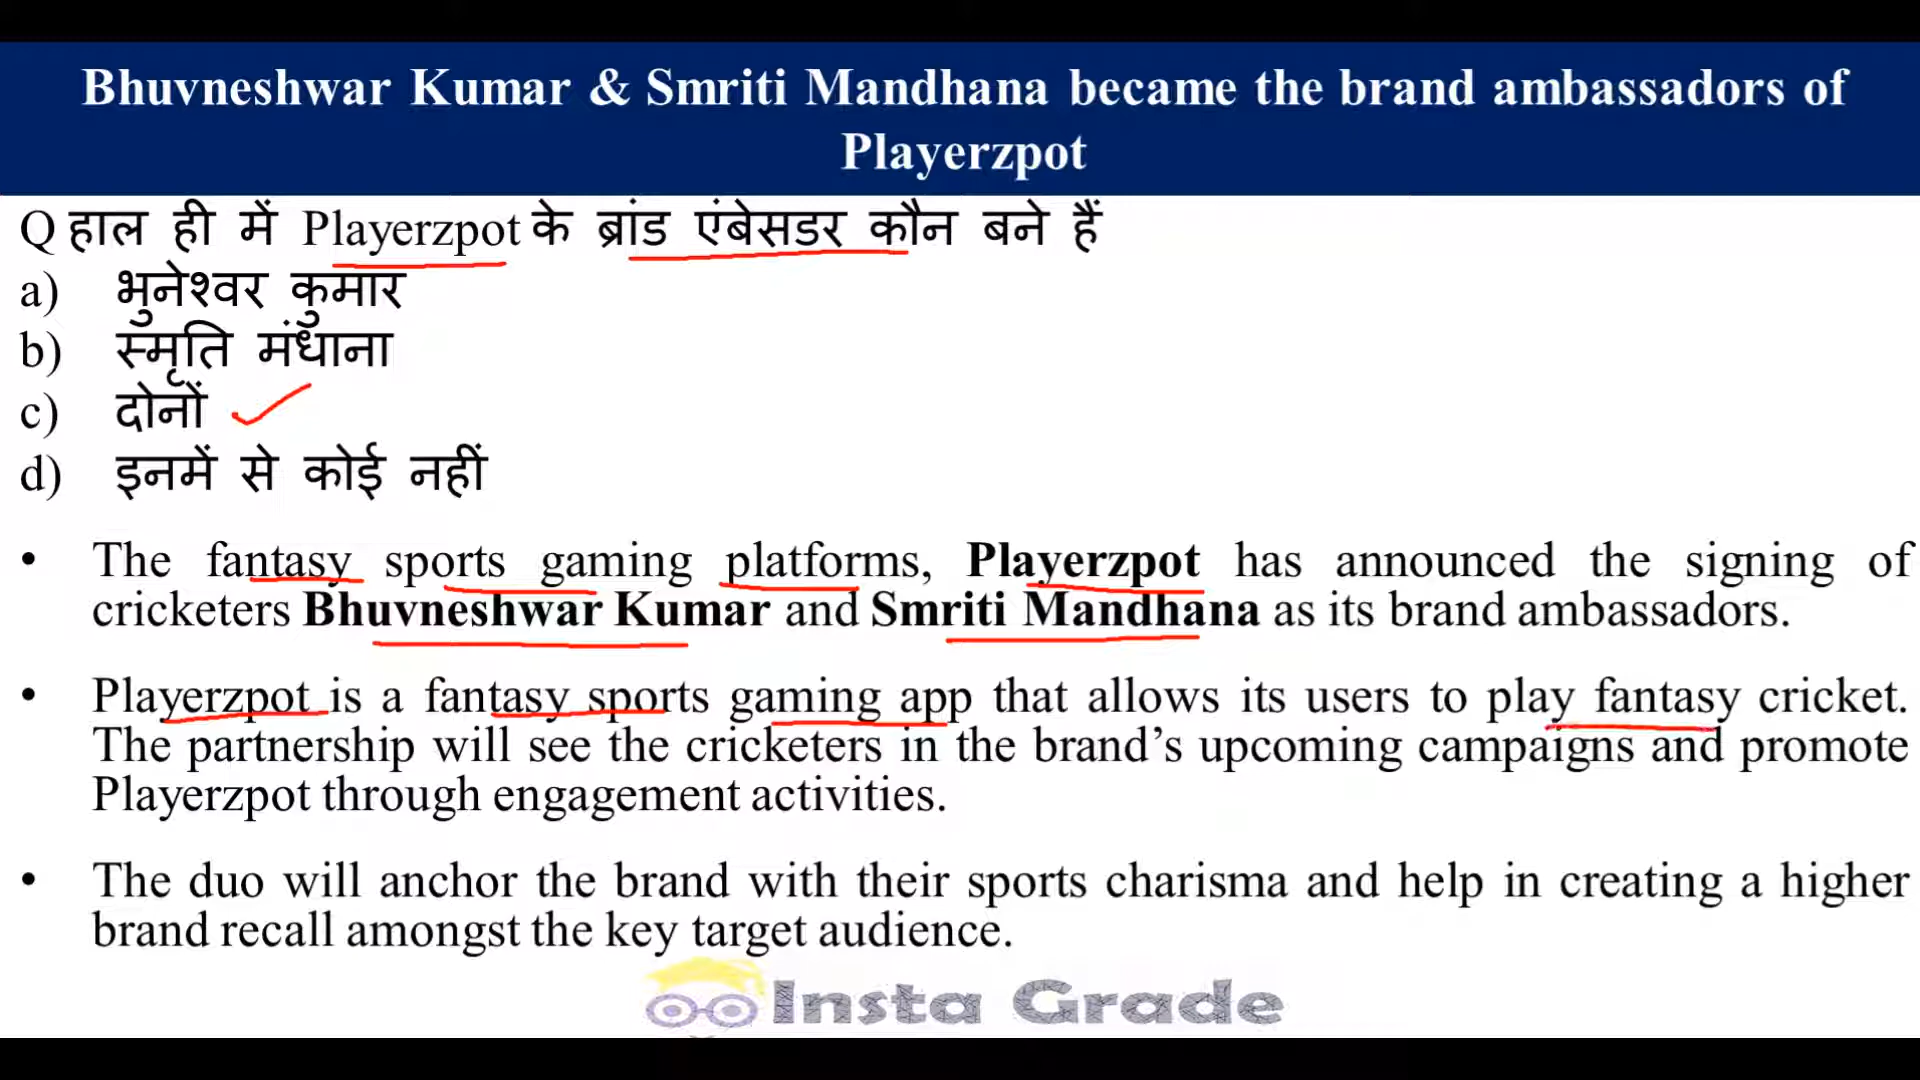 Bhuvneshwar Kumar & Smriti Mandhana became the brand ambassadors of
Playerzpot
Q हाल ही में Playerzpot के ब्रांड एंबेसडर कौन बने हैं
a) भुनेश्वर कुमार
b) स्मृति मंधाना
c) दोनों
d) इनमें से कोई नहीं
• The fantasy sports gaming platforms, Playerzpot has announced the signing of
cricketers Bhuvneshwar Kumar and Smriti Mandhana as its brand ambassadors.
• Playerzpot is a fantasy sports gaming app that allows its users to play fantasy cricket.
The partnership will see the cricketers in the brand’s upcoming campaigns and promote
Playerzpot through engagement activities.
• The duo will anchor the brand with their sports charisma and help in creating a higher
brand recall amongst the key target audience.
Insta Grade